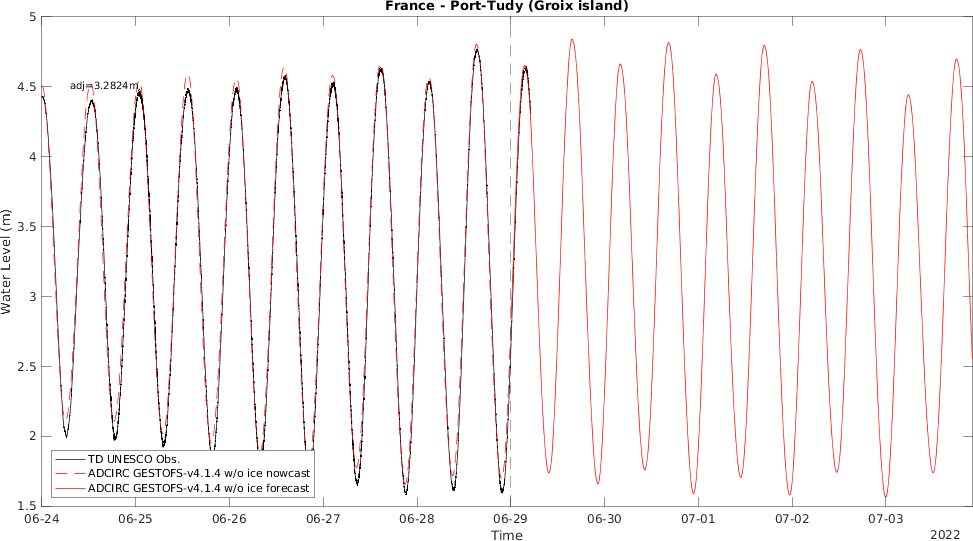 France - Port-Tudy (Groix island)
5
4.5
4
3.5
3
2.5
2
1.5
Water Level (m)
adj=3.2824m
TD UNESCO Obs.
ADCIRC GESTOFS-v4.1.4 w/o ice nowcast
ADCIRC GESTOFS-v4.1.4 w/o ice forecast
06-24 06-25 06-26 06-27 06-28 06-29 06-30 07-01 07-02 07-03
Time
2022